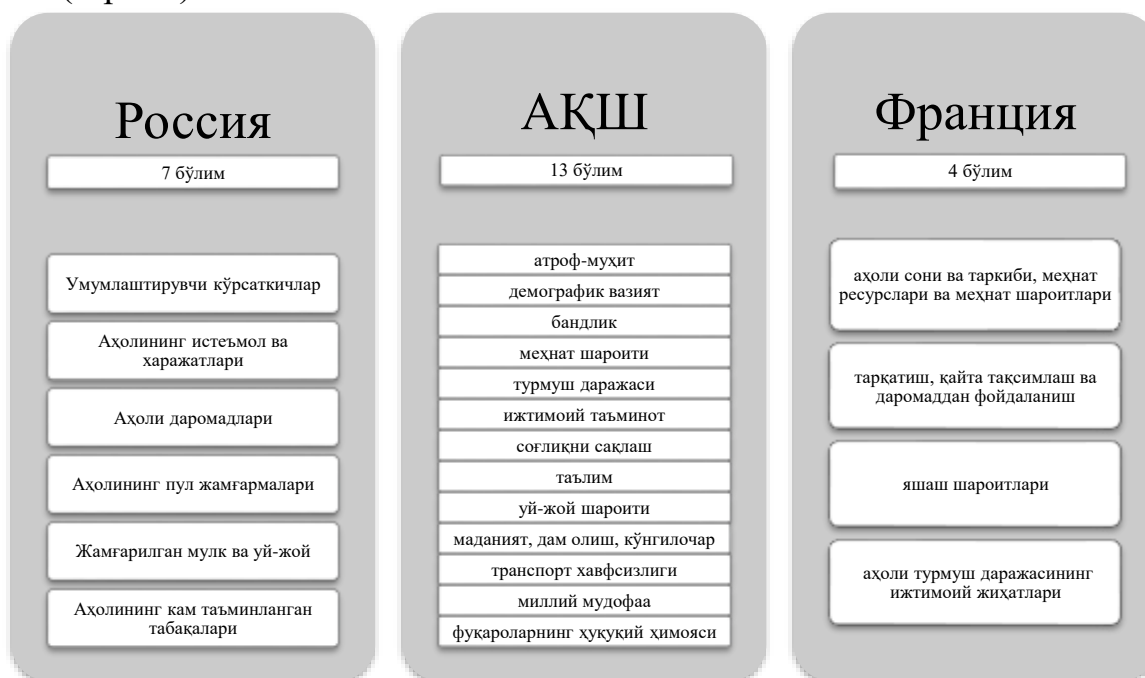 Россия
7 бўлим
Умумлаштирувчи кўрсаткичлар
Аҳолининг истеъмол ва
харажатлари
Аҳоли даромадлари
Аҳолининг пул жамғармалари
Жамғарилган мулк ва уй-жой
Аҳолининг кам таъминланган
табақалари
АҚШ
13 бўлим
атроф-муҳит
демографик вазият
бандлик
меҳнат шароити
турмуш даражаси
ижтимоий таъминот
соғлиқни сақлаш
таълим
уй-жой шароити
маданият, дам олиш, кўнгилочар
транспорт хавфсизлиги
миллий мудофаа
фуқароларнинг ҳуқуқий ҳимояси
Франция
4 бўлим
аҳоли сони ва таркиби, меҳнат
ресурслари ва меҳнат шароитлари
тарқатиш, қайта тақсимлаш ва
даромаддан фойдаланиш
яшаш шароитлари
аҳоли турмуш даражасининг
ижтимоий жиҳатлари